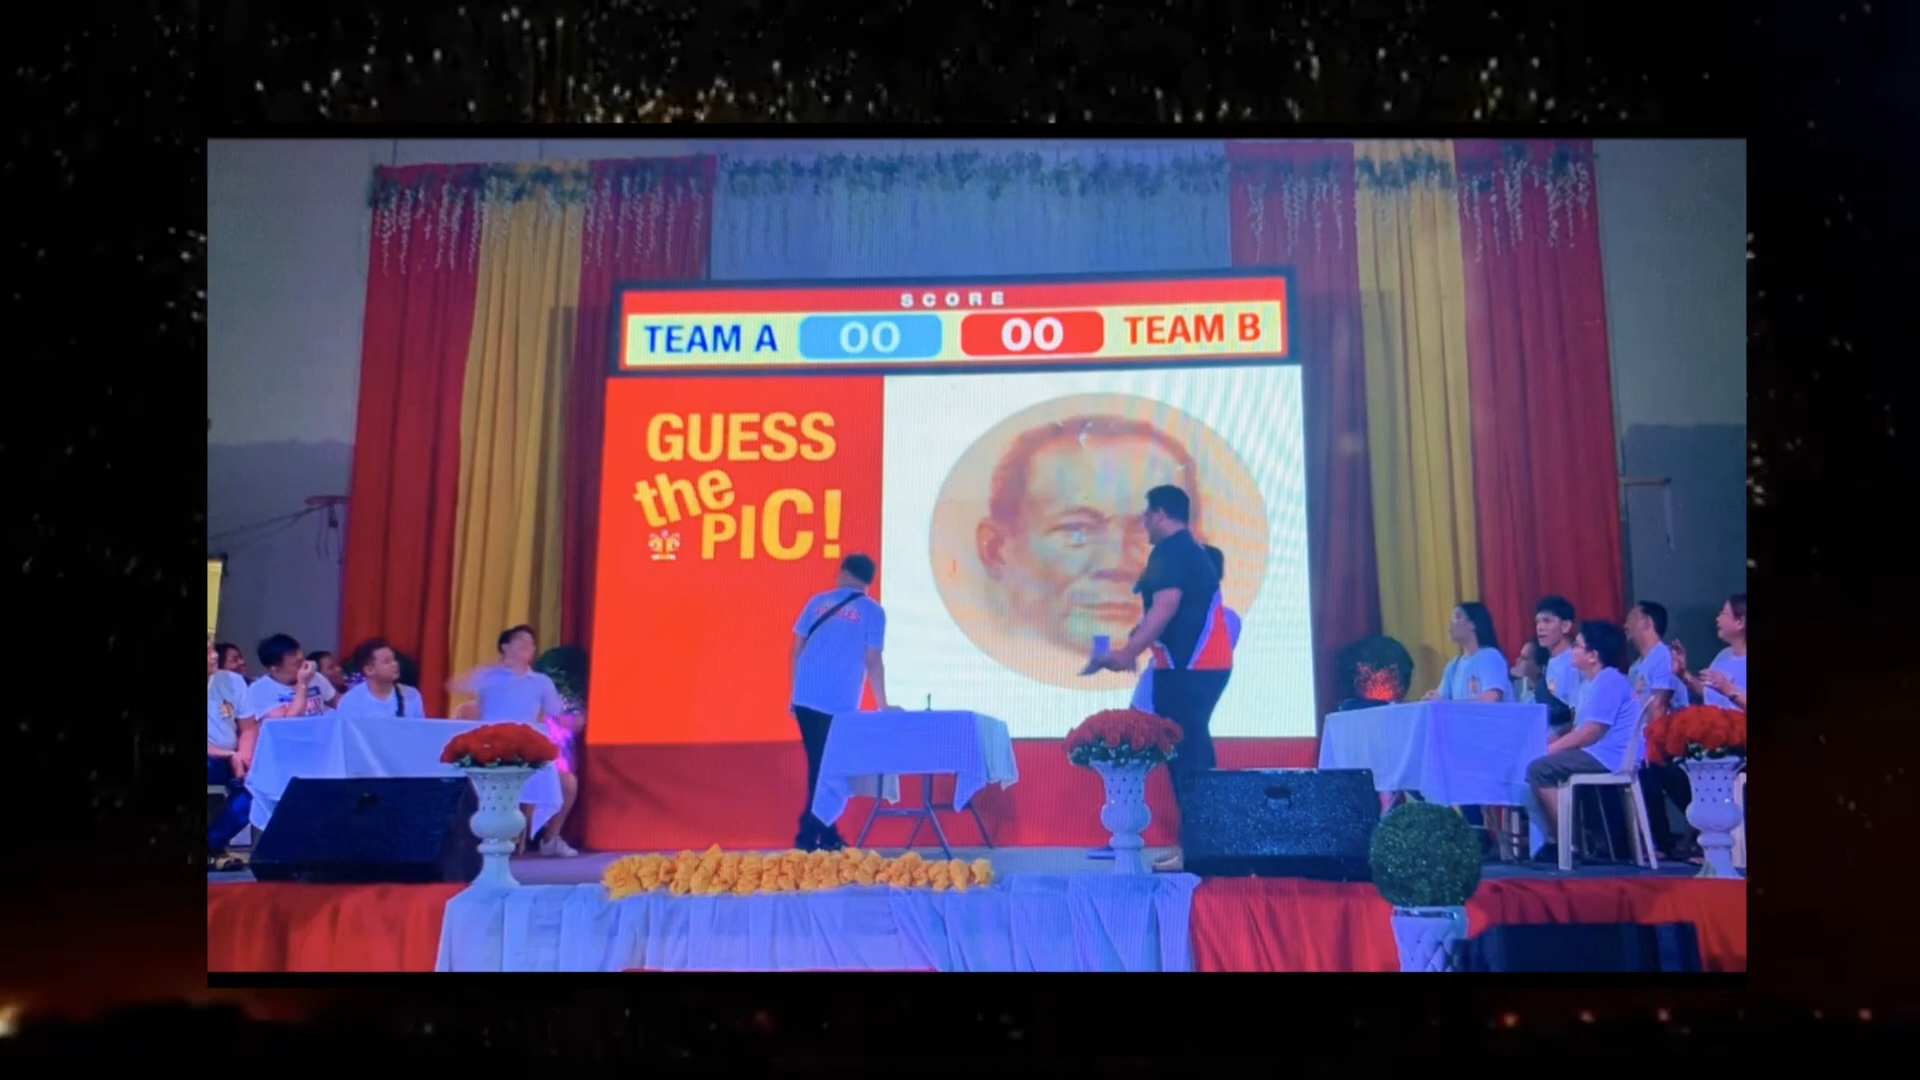 SCORE
TEAM A 00 00 TEAM B
GUESS
the
PIC!